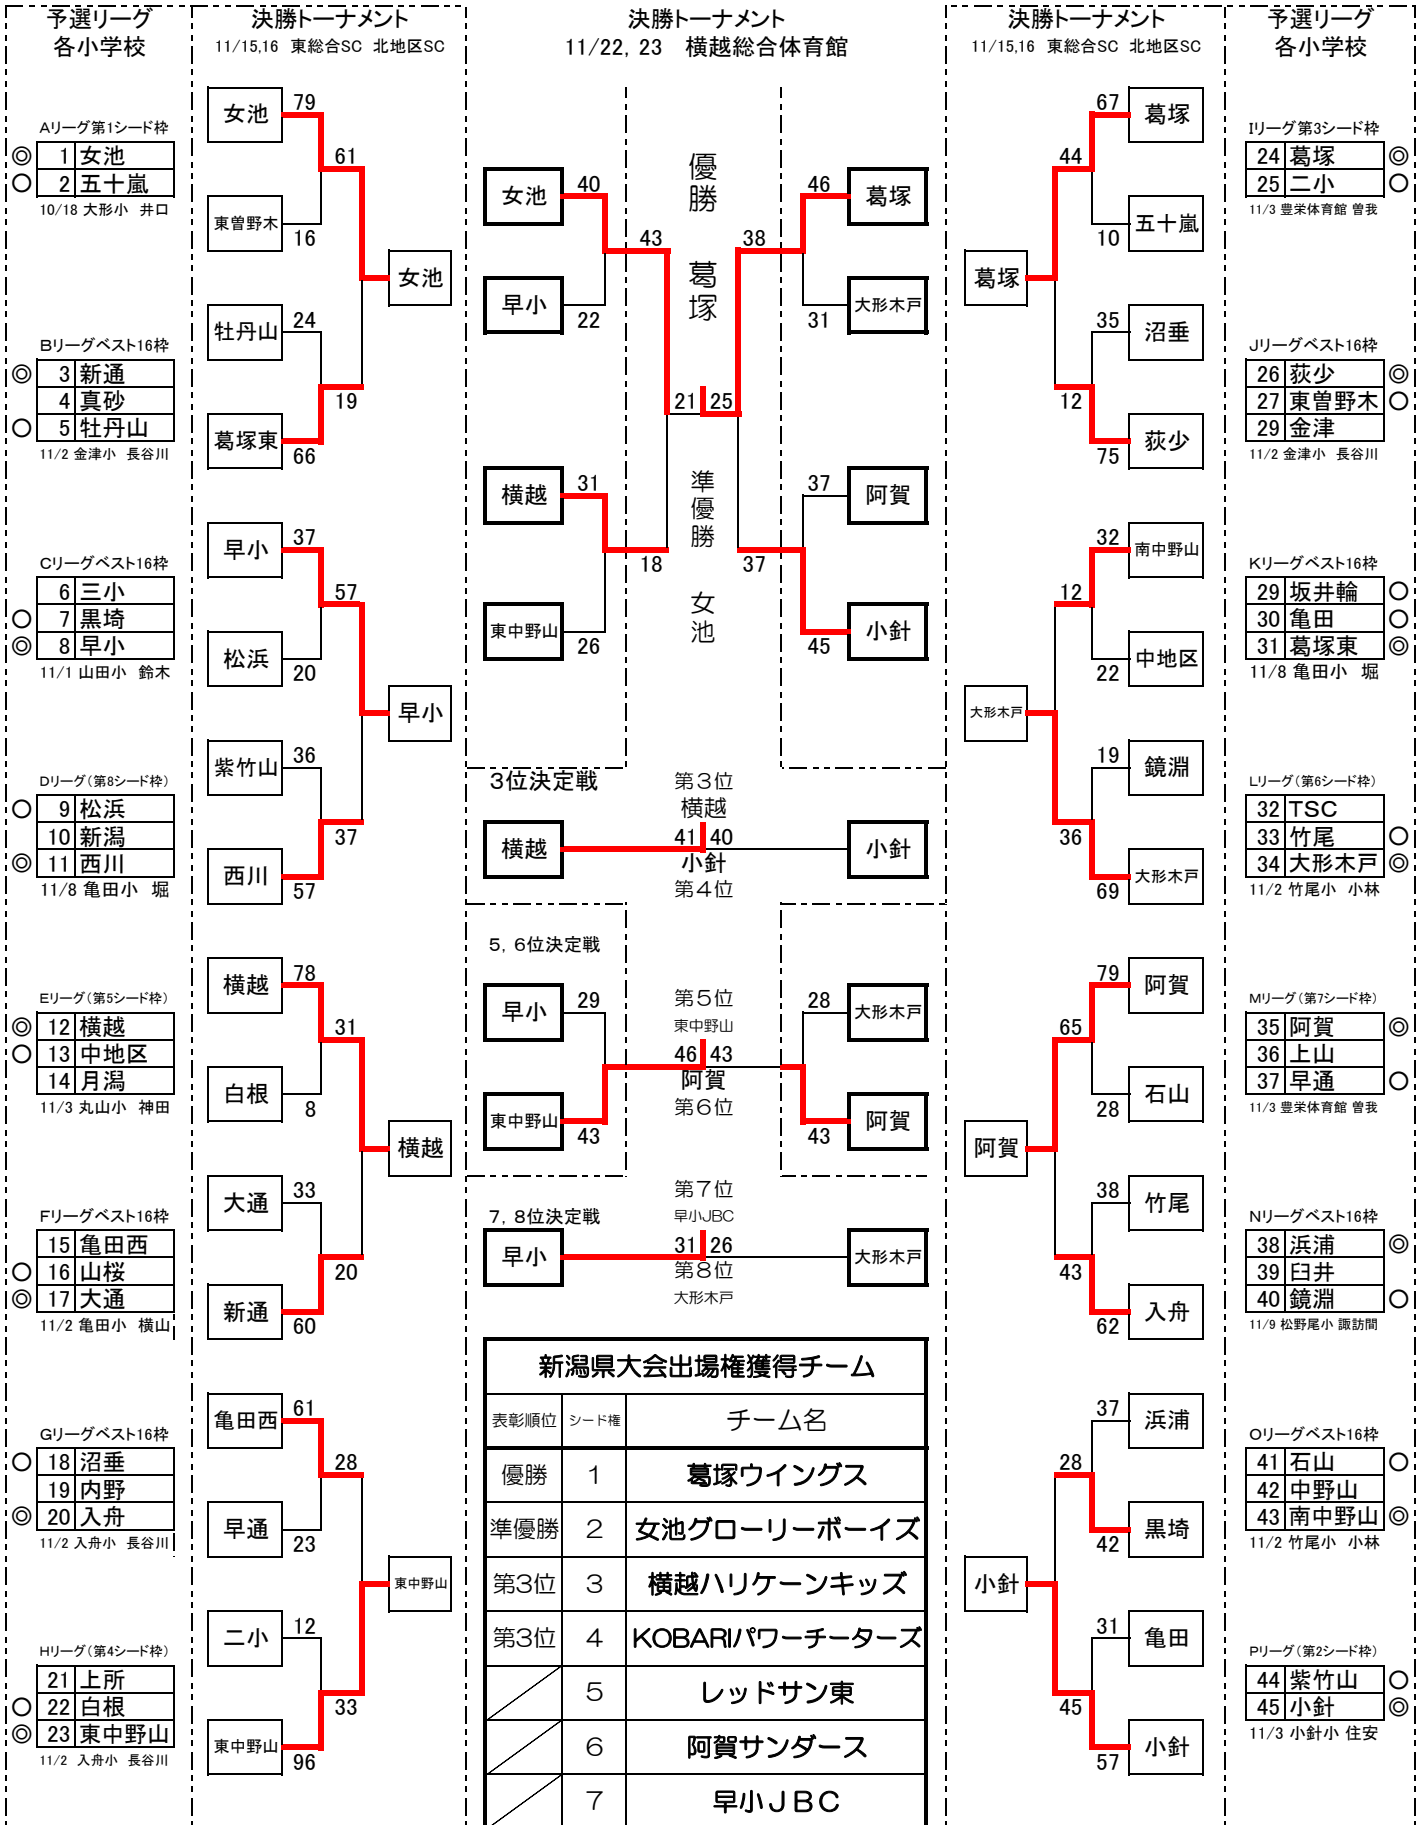 予選リーグ
各小学校
Aリーグ第1シード枠
◎ 1 女池
○ 2 五十嵐
10/18 大形小 井口
Bリーグベスト16枠
◎ 3 新通
4 真砂
○ 5 牡丹山
11/2 金津小 長谷川
Cリーグベスト16枠
6 三小
○ 7 黒埼
◎ 8 早小
11/1 山田小 鈴木
Dリーグ(第8シード枠)
○ 9 松浜
10 新潟
◎ 11 西川
11/8 亀田小 堀
Eリーグ(第5シード枠)
◎ 12 横越
○ 13 中地区
14 月潟
11/3 丸山小 神田
Fリーグベスト16枠
15 亀田西
○ 16 山桜
◎ 17 大通
11/2 亀田小 横山
Gリーグベスト16枠
○ 18 沼垂
19 内野
◎ 20 入舟
11/2 入舟小 長谷川
Hリーグ(第4シード枠)
21 上所
○ 22 白根
◎ 23 東中野山
11/2 入舟小 長谷川
決勝トーナメント
11/15,16 東総合SC 北地区SC
女池 79
61
東曽野木 16
女池
牡丹山 24
19
葛塚東 66
早小 37
57
松浜 20
早小
紫竹山 36
37
西川 57
横越 78
31
白根 8
横越
大通 33
20
新通 60
亀田西 61
28
早通 23
東中野山
二小 12
33
東中野山 96
決勝トーナメント
11/22, 23 横越総合体育館
優勝 葛塚
準優勝 女池
女池 40
43
早小 22
21 25
横越 31
18
東中野山 26
46 葛塚
38
31 大形木戸
37 阿賀
37
45 小針
3位決定戦
第3位
横越
横越 41 40 小針
小針
第4位
5, 6位決定戦
早小 29
第5位
東中野山
28 大形木戸
46 43
阿賀
第6位
東中野山 43
43 阿賀
7, 8位決定戦
第7位
早小JBC
早小 31 26 大形木戸
第8位
大形木戸
新潟県大会出場権獲得チーム
表彰順位 シード権 チーム名
優勝 1 葛塚ウイングス
準優勝 2 女池グローリーボーイズ
第3位 3 横越ハリケーンキッズ
第3位 4 KOBARIパワーチーターズ
5 レッドサン東
6 阿賀サンダース
7 早小JBC
決勝トーナメント
11/15,16 東総合SC 北地区SC
67 葛塚
44
10 五十嵐
葛塚
35 沼垂
12
75 荻少
32 南中野山
12
22 中地区
大形木戸
19 鏡淵
36
69 大形木戸
79 阿賀
65
28 石山
阿賀
38 竹尾
43
62 入舟
37 浜浦
28
42 黒埼
小針
31 亀田
45
57 小針
予選リーグ
各小学校
Iリーグ第3シード枠
24 葛塚 ◎
25 二小 ○
11/3 豊栄体育館 曽我
Jリーグベスト16枠
26 荻少 ◎
27 東曽野木 ○
29 金津
11/2 金津小 長谷川
Kリーグベスト16枠
29 坂井輪 ○
30 亀田 ○
31 葛塚東 ◎
11/8 亀田小 堀
Lリーグ(第6シード枠)
32 TSC
33 竹尾 ○
34 大形木戸 ◎
11/2 竹尾小 小林
Mリーグ(第7シード枠)
35 阿賀 ◎
36 上山
37 早通 ○
11/3 豊栄体育館 曽我
Nリーグベスト16枠
38 浜浦 ◎
39 臼井
40 鏡淵 ○
11/9 松野尾小 諏訪間
Oリーグベスト16枠
41 石山 ○
42 中野山
43 南中野山 ◎
11/2 竹尾小 小林
Pリーグ(第2シード枠)
44 紫竹山 ○
45 小針 ◎
11/3 小針小 住安